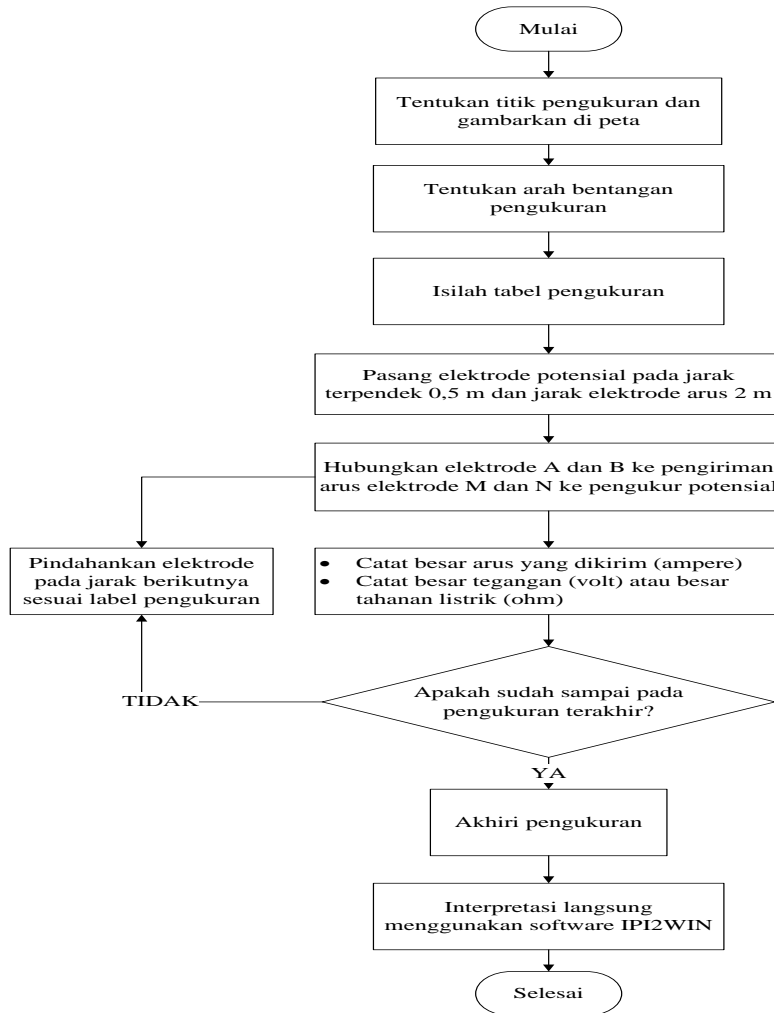 Mulai
Tentukan titik pengukuran dan
gambarkan di peta
Tentukan arah bentangan
pengukuran
Isilah tabel pengukuran
Pasang elektrode potensial pada jarak
terpendek 0,5 m dan jarak elektrode arus 2 m
Hubungkan elektrode A dan B ke pengiriman
arus elektrode M dan N ke pengukur potensial
Pindahankan elektrode
pada jarak berikutnya
sesuai label pengukuran
• Catat besar arus yang dikirim (ampere)
• Catat besar tegangan (volt) atau besar
tahanan listrik (ohm)
Apakah sudah sampai pada
pengukuran terakhir?
TIDAK
YA
Akhiri pengukuran
Interpretasi langsung
menggunakan software IPI2WIN
Selesai